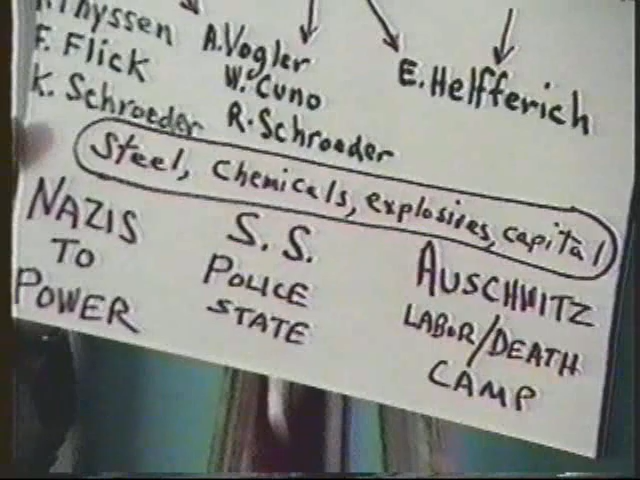 Thyssen
F. Flick
K. Schroeder
A. Vogler
W. Cuno
R. Schroeder
E. Helfferich
Steel, chemicals, explosives, capital
NAZIS
TO
POWER
S. S.
POLICE
STATE
AUSCHWITZ
LABOR/DEATH
CAMP